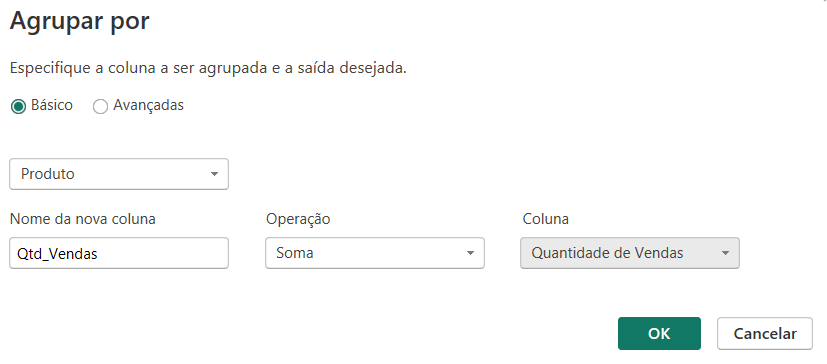 Agrupar por
Especifique a coluna a ser agrupada e a saída desejada.
Básico Avançadas
Produto
Nome da nova coluna Operação Coluna
Qtd_Vendas Soma Quantidade de Vendas
OK Cancelar